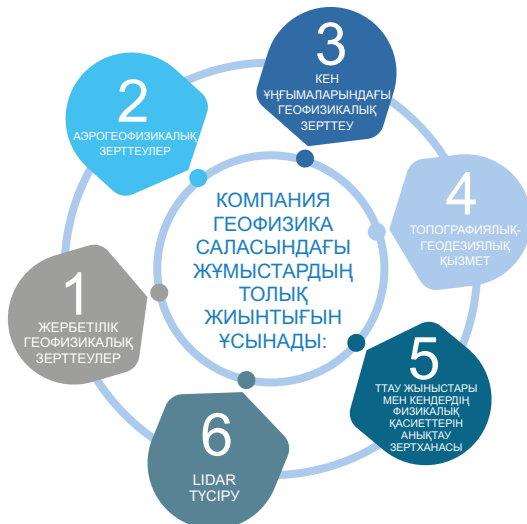 КОМПАНИЯ
ГЕОФИЗИКА
САЛАСЫНДАҒЫ
ЖҰМЫСТАРДЫҢ
ТОЛЫҚ
ЖИЫНТЫҒЫН
ҰСЫНАДЫ:
1
ЖЕРБЕТІЛІК
ГЕОФИЗИКАЛЫҚ
ЗЕРТТЕУЛЕР
2
АЭРОГЕОФИЗИКАЛЫҚ
ЗЕРТТЕУЛЕР
3
КЕН
ҰҢҒЫМАЛАРЫНДАҒЫ
ГЕОФИЗИКАЛЫҚ
ЗЕРТТЕУ
4
ТОПОГРАФИЯЛЫҚ-
ГЕОДЕЗИЯЛЫҚ
ҚЫЗМЕТ
5
ТТАУ ЖЫНЫСТАРЫ
МЕН КЕНДЕРДІҢ
ФИЗИКАЛЫҚ
ҚАСИЕТТЕРІН
АНЫҚТАУ
ЗЕРТХАНАСЫ
6
LIDAR
ТҮСІРУ